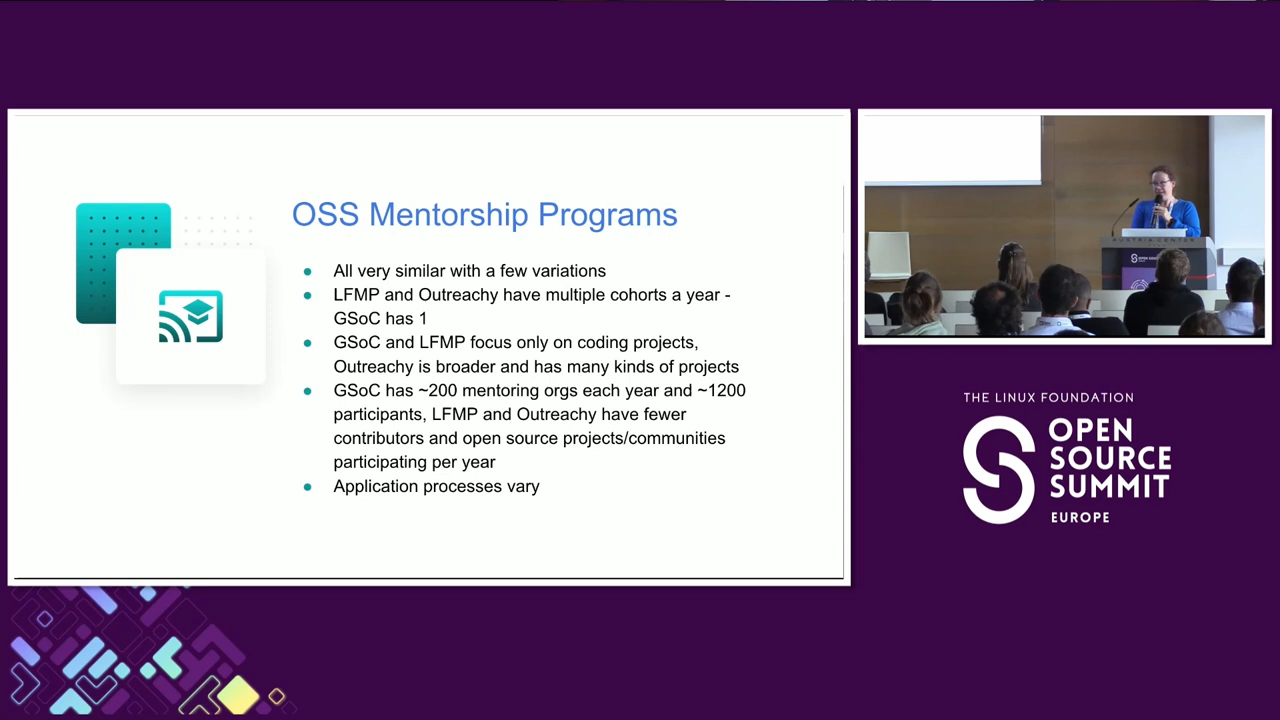 OSS Mentorship Programs
● All very similar with a few variations
● LFMP and Outreachy have multiple cohorts a year -
GSoC has 1
● GSoC and LFMP focus only on coding projects,
Outreachy is broader and has many kinds of projects
● GSoC has ~200 mentoring orgs each year and ~1200
participants, LFMP and Outreachy have fewer
contributors and open source projects/communities
participating per year
● Application processes vary
AUSTRIA CENTER
THE LINUX FOUNDATION
OPEN
SOURCE
SUMMIT
EUROPE